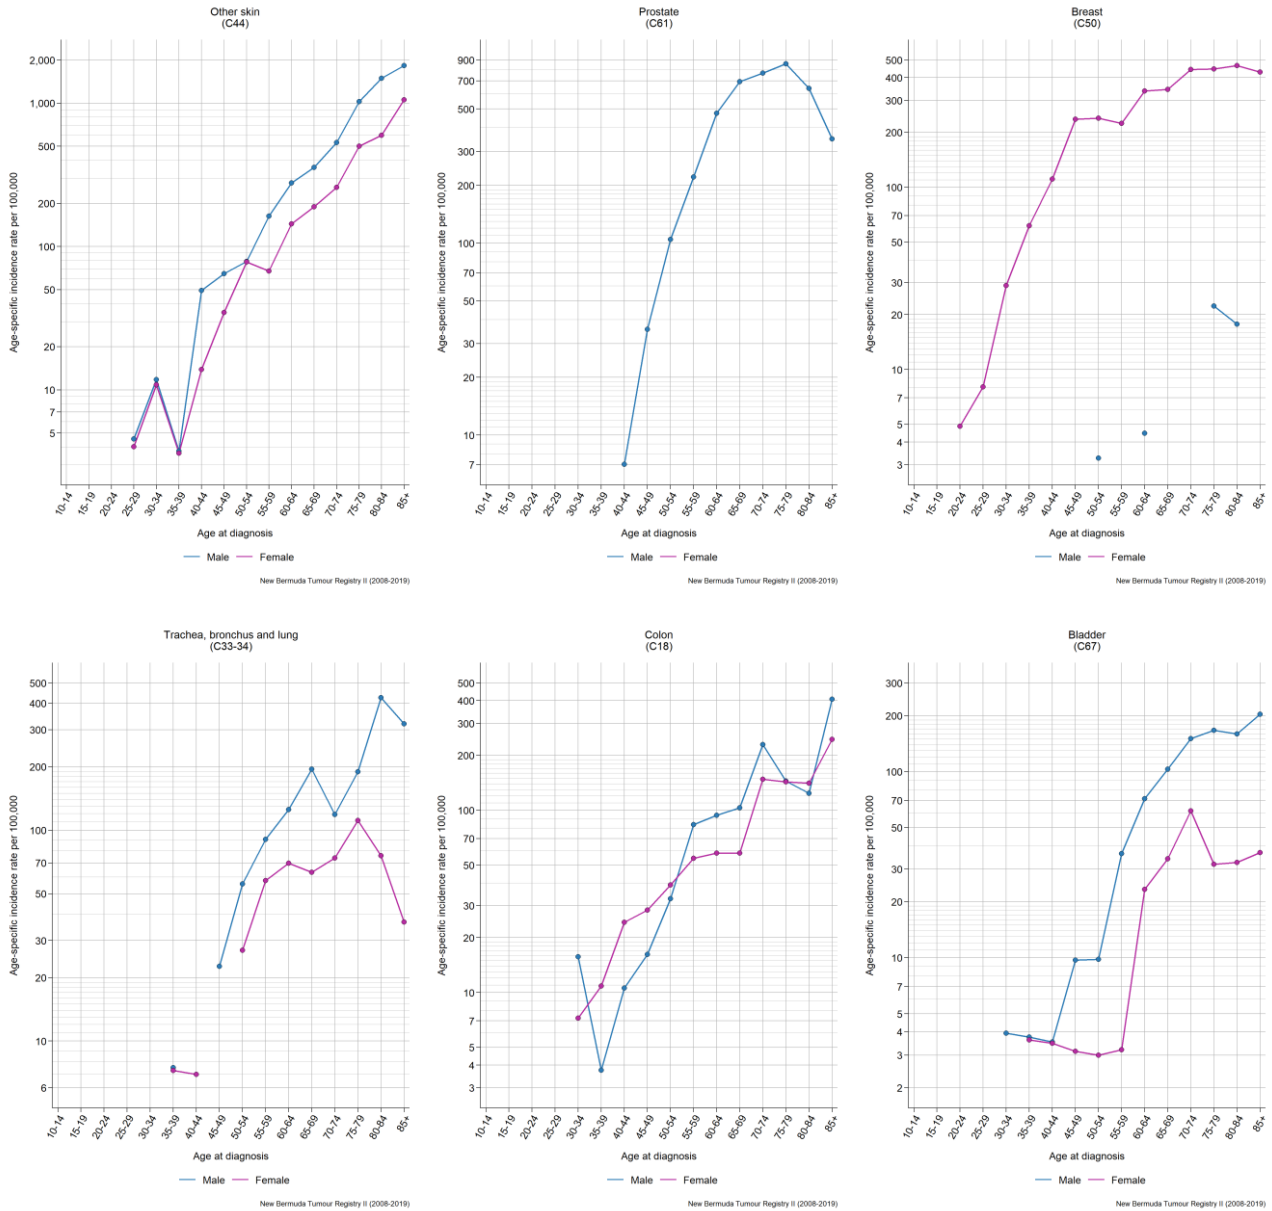 Other skin
(C44)
2,000
1,000
500
200
100
50
20
10
7
5
Age-specific incidence rate per 100,000
10-14 15-19 20-24 25-29 30-34 35-39 40-44 45-49 50-54 55-59 60-64 65-69 70-74 75-79 80-84 85+
Age at diagnosis
Male Female
New Bermuda Tumour Registry II (2008-2019)
Prostate
(C61)
900
700
500
300
200
100
70
50
30
20
10
7
Age-specific incidence rate per 100,000
10-14 15-19 20-24 25-29 30-34 35-39 40-44 45-49 50-54 55-59 60-64 65-69 70-74 75-79 80-84 85+
Age at diagnosis
Male Female
New Bermuda Tumour Registry II (2008-2019)
Breast
(C50)
500
400
300
200
100
70
50
30
20
10
5
4
3
Age-specific incidence rate per 100,000
10-14 15-19 20-24 25-29 30-34 35-39 40-44 45-49 50-54 55-59 60-64 65-69 70-74 75-79 80-84 85+
Age at diagnosis
Male Female
New Bermuda Tumour Registry II (2008-2019)
Trachea, bronchus and lung
(C33-34)
500
400
300
200
100
70
50
30
20
10
6
Age-specific incidence rate per 100,000
10-14 15-19 20-24 25-29 30-34 35-39 40-44 45-49 50-54 55-59 60-64 65-69 70-74 75-79 80-84 85+
Age at diagnosis
Male Female
New Bermuda Tumour Registry II (2008-2019)
Colon
(C18)
500
400
300
200
100
70
50
30
20
10
7
5
4
3
Age-specific incidence rate per 100,000
10-14 15-19 20-24 25-29 30-34 35-39 40-44 45-49 50-54 55-59 60-64 65-69 70-74 75-79 80-84 85+
Age at diagnosis
Male Female
New Bermuda Tumour Registry II (2008-2019)
Bladder
(C67)
300
200
100
70
50
30
20
10
7
5
4
3
2
Age-specific incidence rate per 100,000
10-14 15-19 20-24 25-29 30-34 35-39 40-44 45-49 50-54 55-59 60-64 65-69 70-74 75-79 80-84 85+
Age at diagnosis
Male Female
New Bermuda Tumour Registry II (2008-2019)